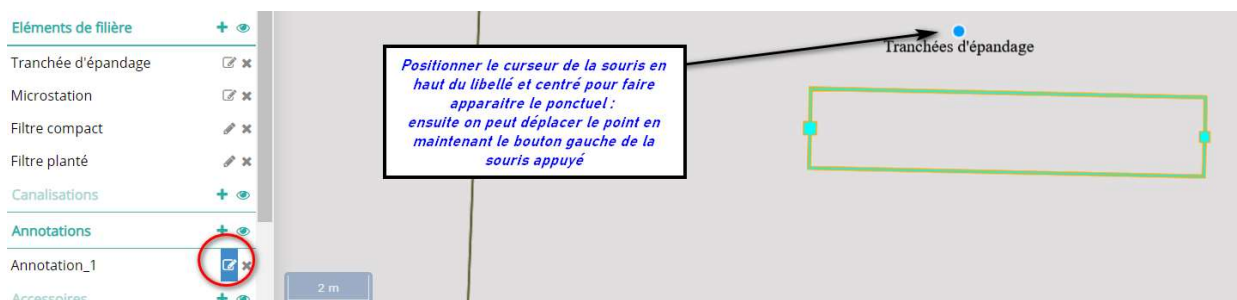 Eléments de filière
Tranchée d'épandage
Microstation
Filtre compact
Filtre planté
Canalisations
Annotations
Annotation_1
Accessoires
Positionner le curseur de la souris en
haut du libellé et centré pour faire
apparaitre le ponctuel :
ensuite on peut déplacer le point en
maintenant le bouton gauche de la
souris appuyé
Tranchées d'épandage
2 m